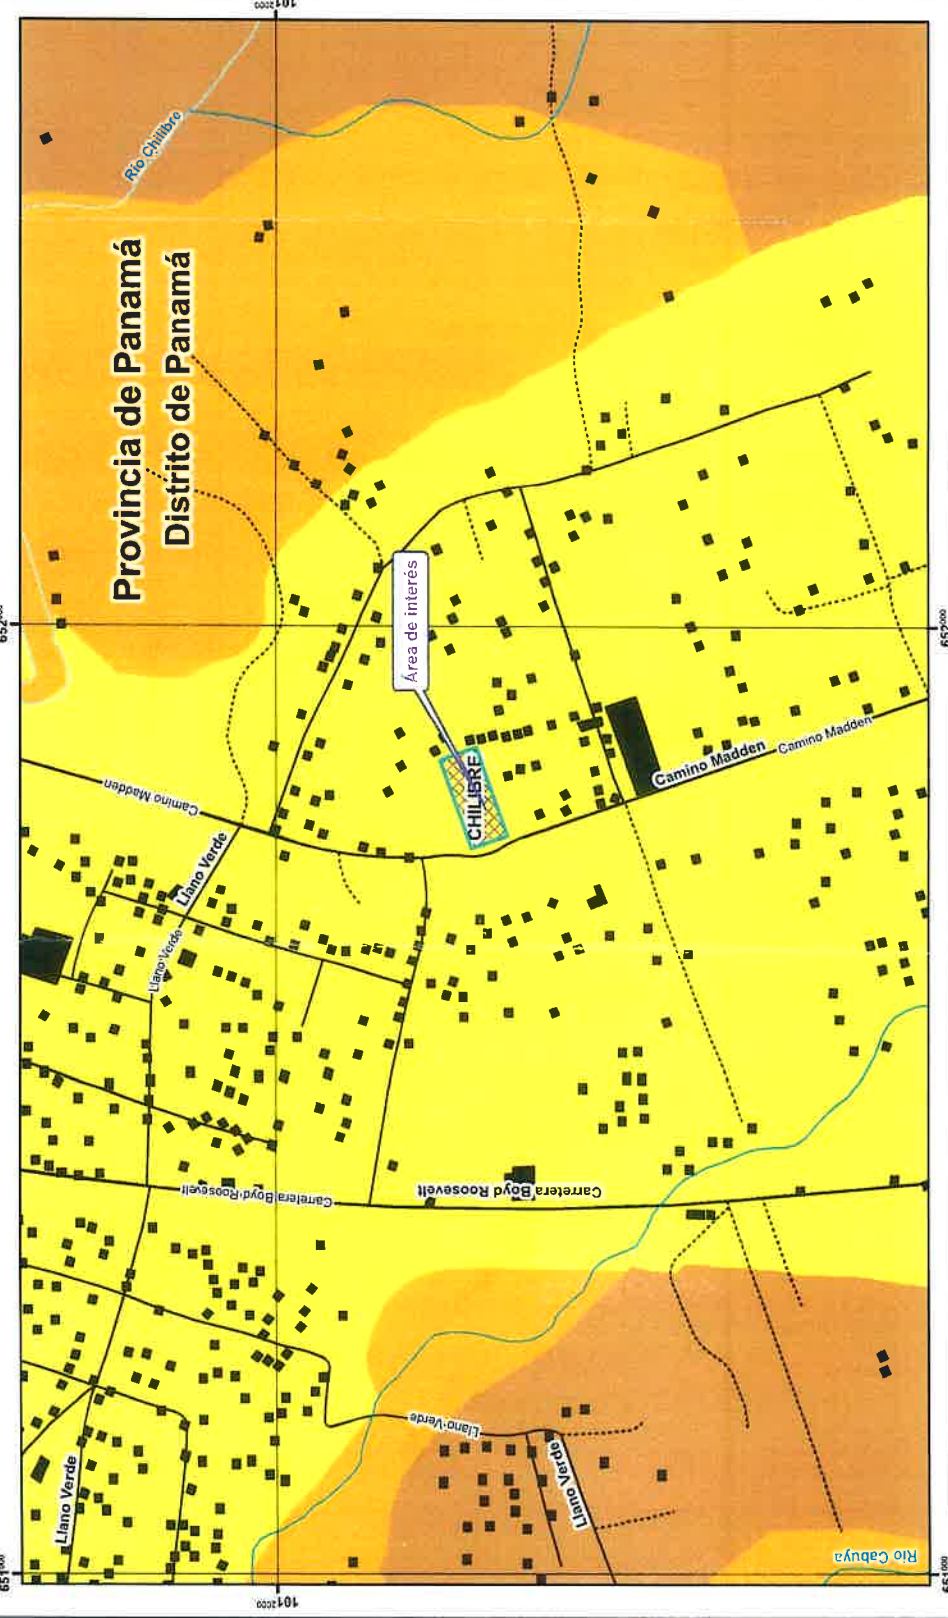 Provincia de Panamá
Distrito de Panamá
Río Chilibre
Área de interés
CHILIBRE
Camino Madden
Camino Madden
Camino Madden
Llano Verde
Llano Verde
Carretera Boyd Roosevelt
Carretera Boyd Roosevelt
Llano Verde
Llano Verde
Llano Verde
Río Cabuya
652000
652000
651000
651000
1012000
1012000